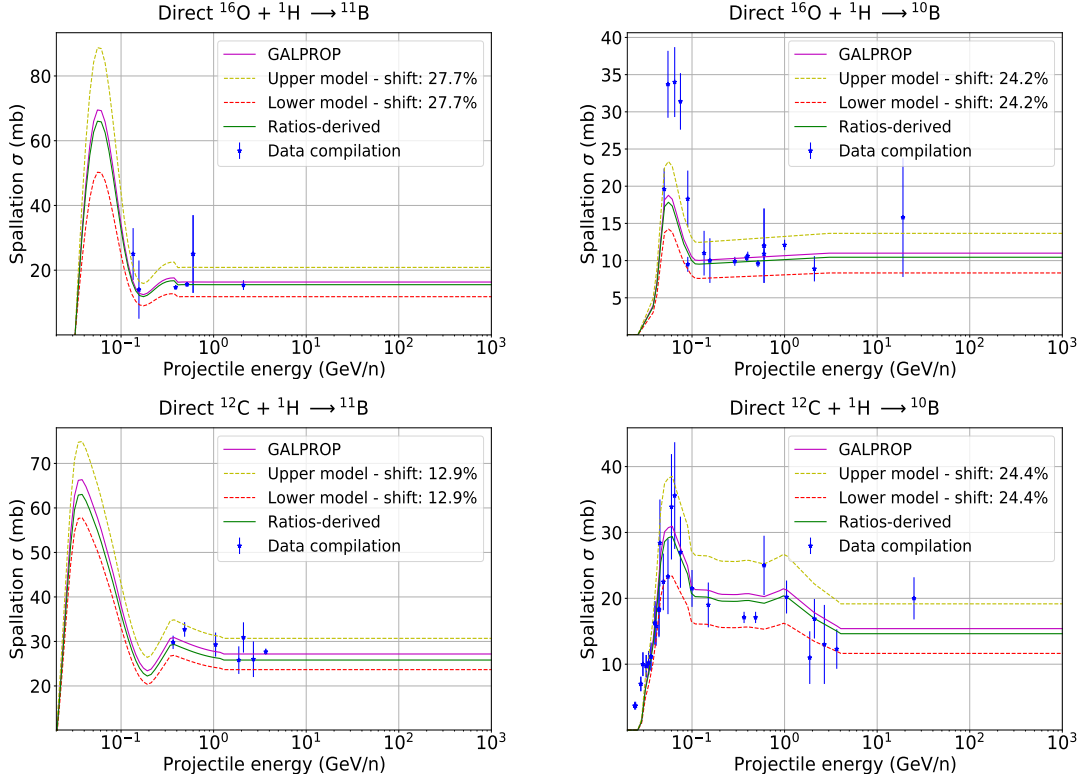 Direct ¹⁶O + ¹H ⟶ ¹¹B
Spallation σ (mb)
80
60
40
20
GALPROP
Upper model - shift: 27.7%
Lower model - shift: 27.7%
Ratios-derived
Data compilation
10⁻¹ 10⁰ 10¹ 10² 10³
Projectile energy (GeV/n)
Direct ¹⁶O + ¹H ⟶ ¹⁰B
Spallation σ (mb)
40
35
30
25
20
15
10
5
GALPROP
Upper model - shift: 24.2%
Lower model - shift: 24.2%
Ratios-derived
Data compilation
10⁻¹ 10⁰ 10¹ 10² 10³
Projectile energy (GeV/n)
Direct ¹²C + ¹H ⟶ ¹¹B
Spallation σ (mb)
70
60
50
40
30
20
GALPROP
Upper model - shift: 12.9%
Lower model - shift: 12.9%
Ratios-derived
Data compilation
10⁻¹ 10⁰ 10¹ 10² 10³
Projectile energy (GeV/n)
Direct ¹²C + ¹H ⟶ ¹⁰B
Spallation σ (mb)
40
30
20
10
GALPROP
Upper model - shift: 24.4%
Lower model - shift: 24.4%
Ratios-derived
Data compilation
10⁻¹ 10⁰ 10¹ 10² 10³
Projectile energy (GeV/n)